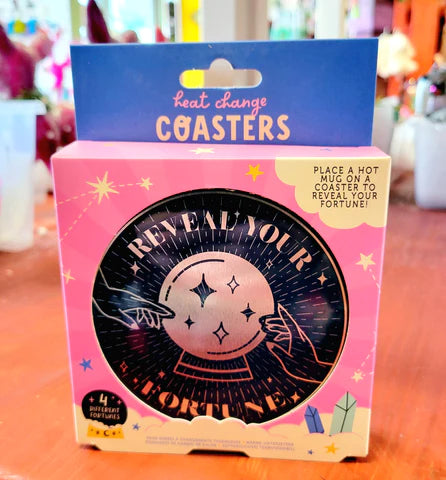 heat change
COASTERS
PLACE A HOT
MUG ON A
COASTER TO
REVEAL YOUR
FORTUNE!
REVEAL YOUR
FORTUNE
4
DIFFERENT
FORTUNES